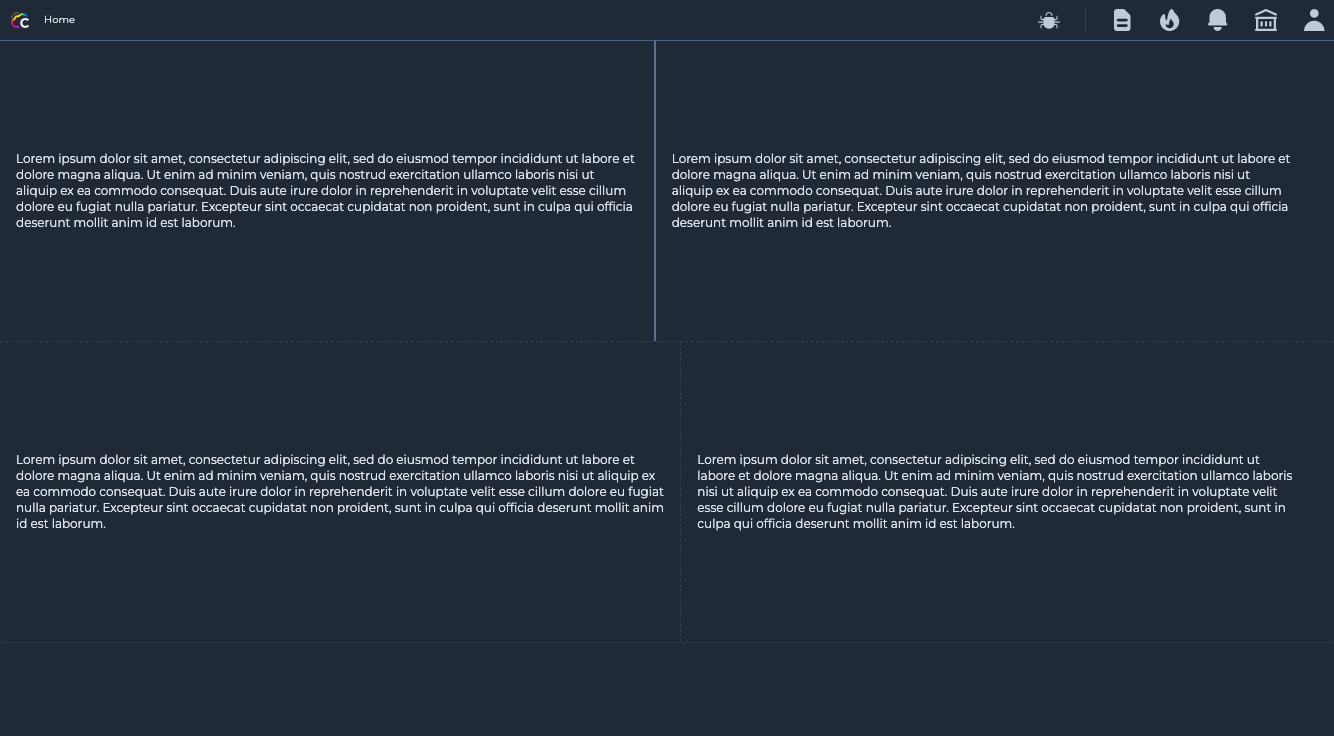 Home
Lorem ipsum dolor sit amet, consectetur adipiscing elit, sed do eiusmod tempor incididunt ut labore et
dolore magna aliqua. Ut enim ad minim veniam, quis nostrud exercitation ullamco laboris nisi ut
aliquip ex ea commodo consequat. Duis aute irure dolor in reprehenderit in voluptate velit esse cillum
dolore eu fugiat nulla pariatur. Excepteur sint occaecat cupidatat non proident, sunt in culpa qui officia
deserunt mollit anim id est laborum.
Lorem ipsum dolor sit amet, consectetur adipiscing elit, sed do eiusmod tempor incididunt ut labore et
dolore magna aliqua. Ut enim ad minim veniam, quis nostrud exercitation ullamco laboris nisi ut
aliquip ex ea commodo consequat. Duis aute irure dolor in reprehenderit in voluptate velit esse cillum
dolore eu fugiat nulla pariatur. Excepteur sint occaecat cupidatat non proident, sunt in culpa qui officia
deserunt mollit anim id est laborum.
Lorem ipsum dolor sit amet, consectetur adipiscing elit, sed do eiusmod tempor incididunt ut labore et
dolore magna aliqua. Ut enim ad minim veniam, quis nostrud exercitation ullamco laboris nisi ut aliquip ex
ea commodo consequat. Duis aute irure dolor in reprehenderit in voluptate velit esse cillum dolore eu fugiat
nulla pariatur. Excepteur sint occaecat cupidatat non proident, sunt in culpa qui officia deserunt mollit anim
id est laborum.
Lorem ipsum dolor sit amet, consectetur adipiscing elit, sed do eiusmod tempor incididunt ut
labore et dolore magna aliqua. Ut enim ad minim veniam, quis nostrud exercitation ullamco laboris
nisi ut aliquip ex ea commodo consequat. Duis aute irure dolor in reprehenderit in voluptate velit
esse cillum dolore eu fugiat nulla pariatur. Excepteur sint occaecat cupidatat non proident, sunt in
culpa qui officia deserunt mollit anim id est laborum.